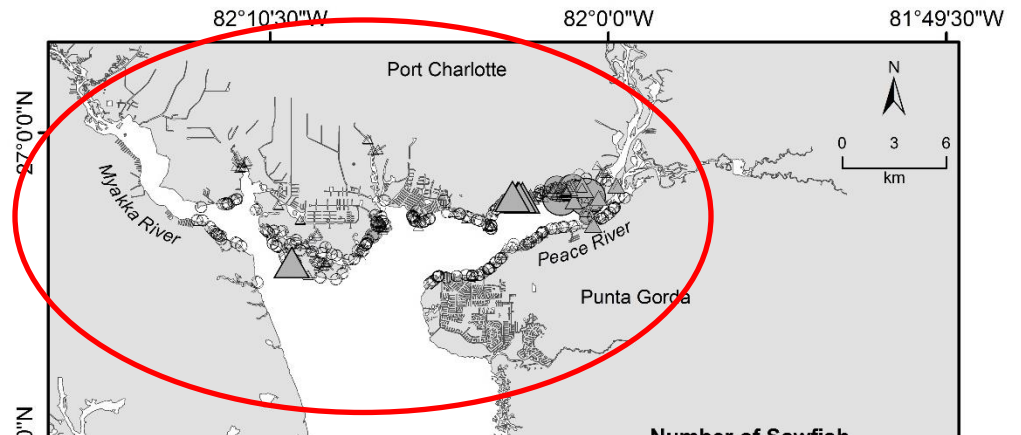 82°10'30"W
82°0'0"W
81°49'30"W
Port Charlotte
N
27°0'0"N
0 3 6
km
Myakka River
Peace River
Punta Gorda
0"N
Number of Sawfish